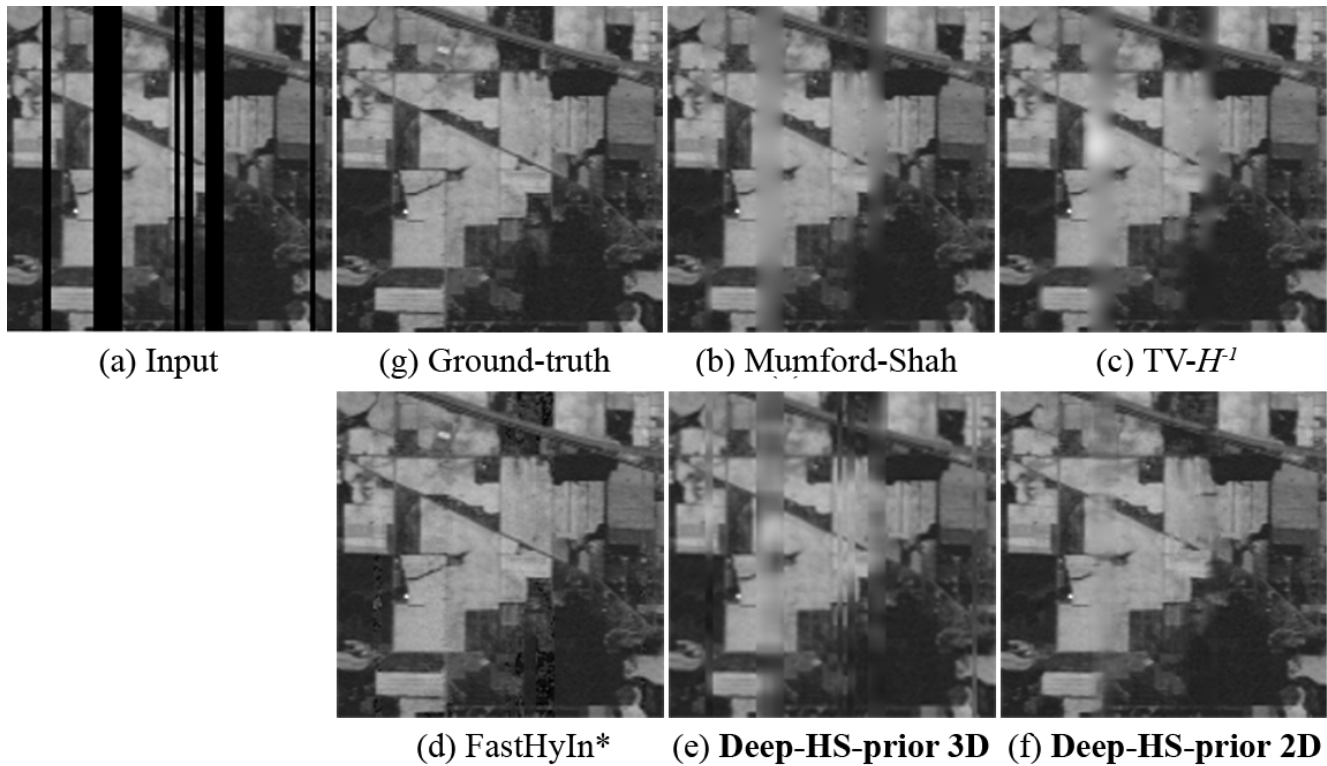 (a) Input
(g) Ground-truth
(b) Mumford-Shah
(c) TV-H-1
(d) FastHyIn*
(e) Deep-HS-prior 3D
(f) Deep-HS-prior 2D